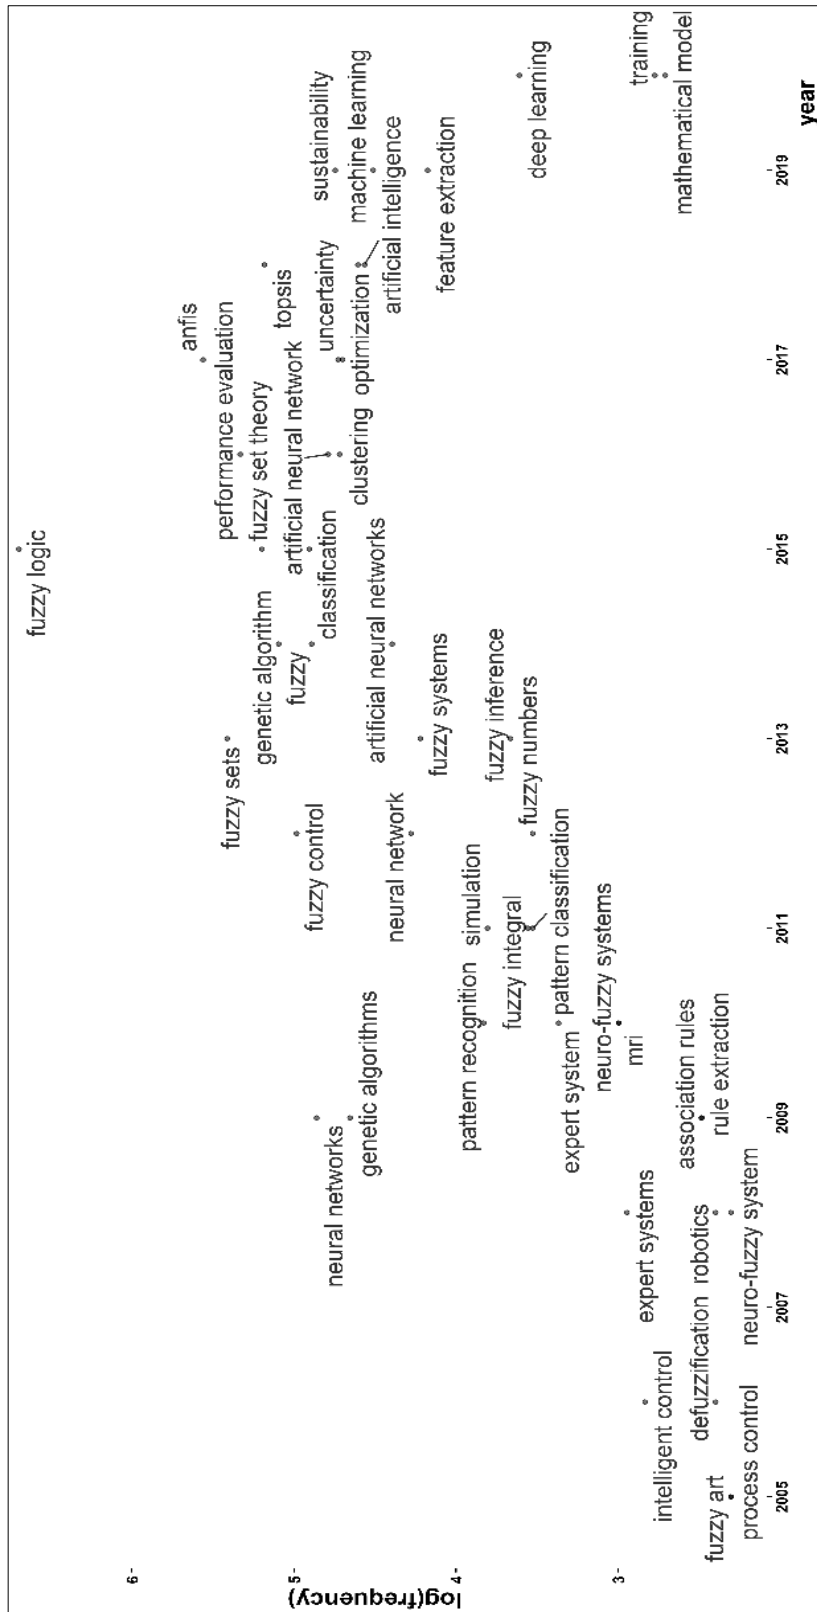 fuzzy logic
anfis
performance evaluation
fuzzy sets
fuzzy set theory
topsis
genetic algorithm
artificial neural network
fuzzy
uncertainty
sustainability
fuzzy control
classification
neural networks
machine learning
clustering
optimization
genetic algorithms
artificial neural networks
artificial intelligence
neural network
fuzzy systems
feature extraction
pattern recognition
simulation
fuzzy inference
fuzzy integral
fuzzy numbers
deep learning
pattern classification
expert system
neuro-fuzzy systems
mri
expert systems
training
intelligent control
mathematical model
association rules
defuzzification
robotics
rule extraction
fuzzy art
process control
neuro-fuzzy system
6
5
4
3
log(frequency)
2005
2007
2009
2011
2013
2015
2017
2019
year